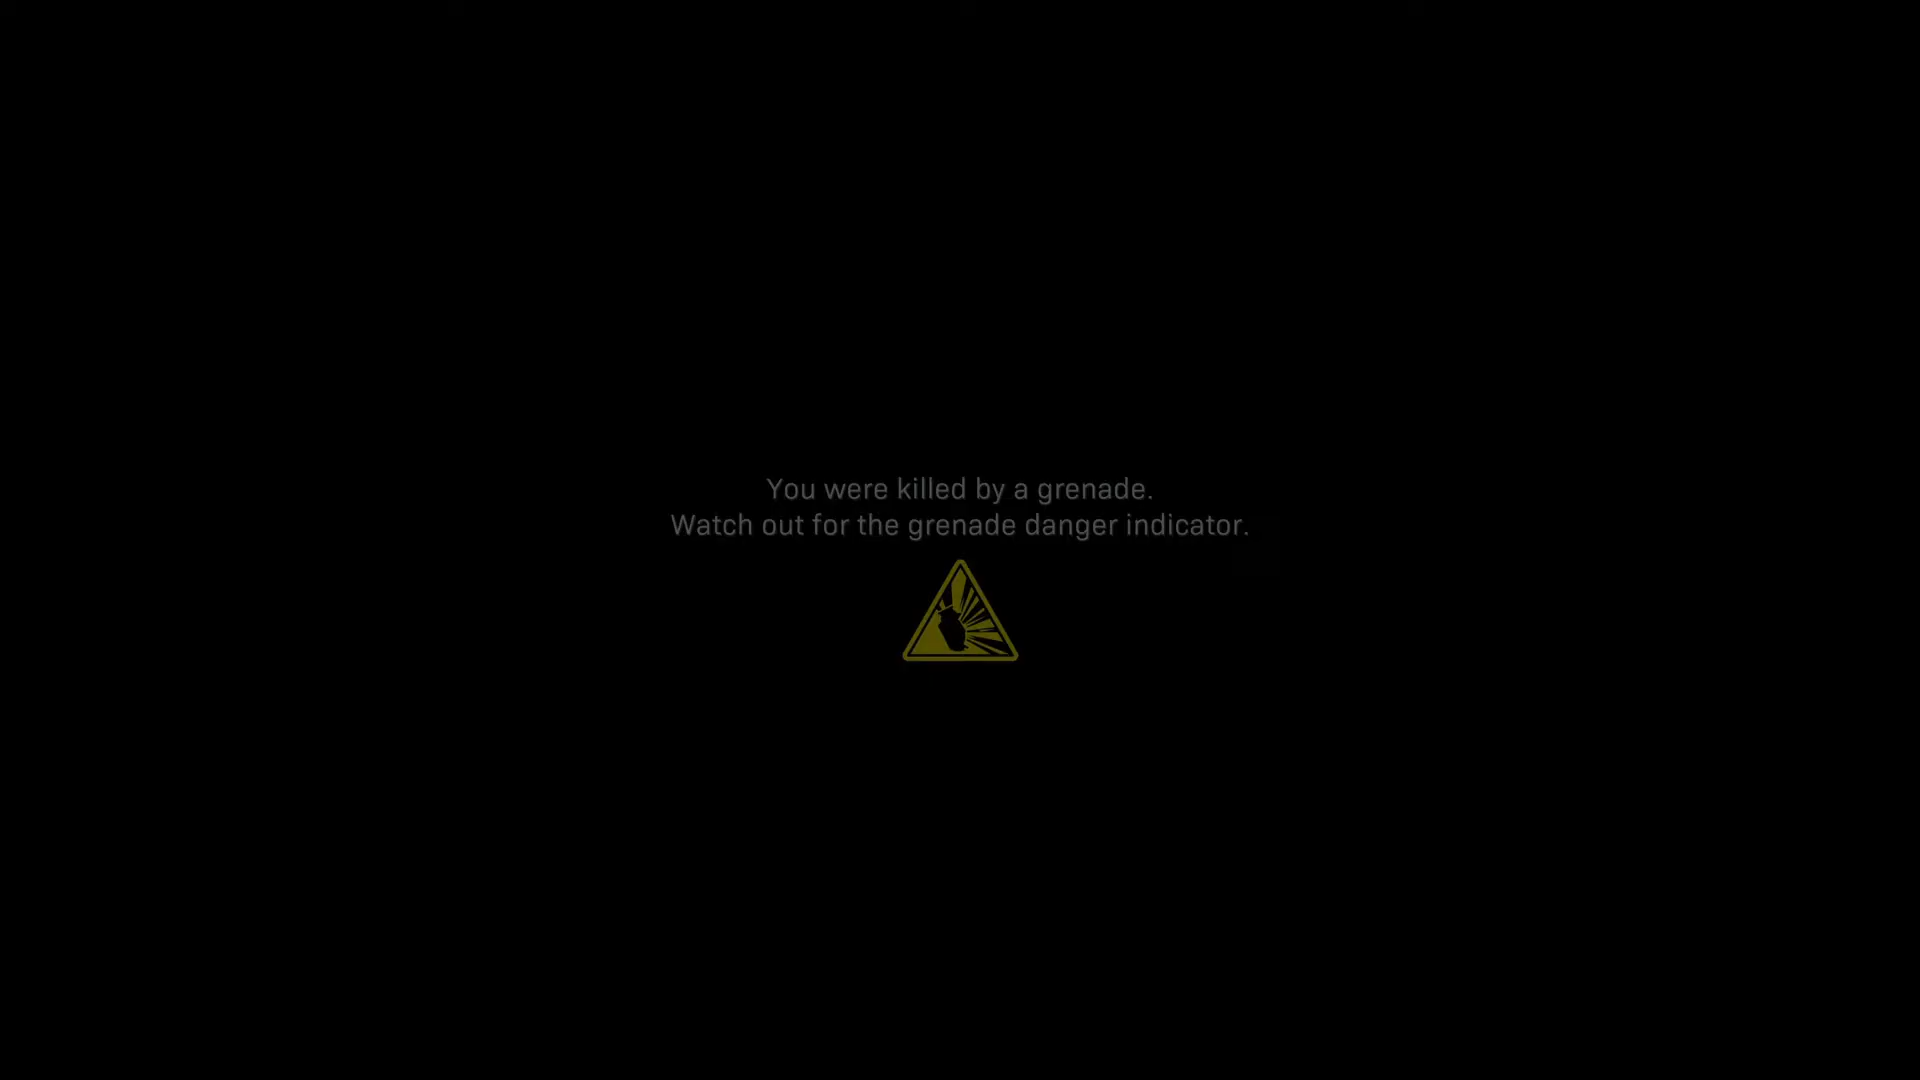 You were killed by a grenade.
Watch out for the grenade danger indicator.